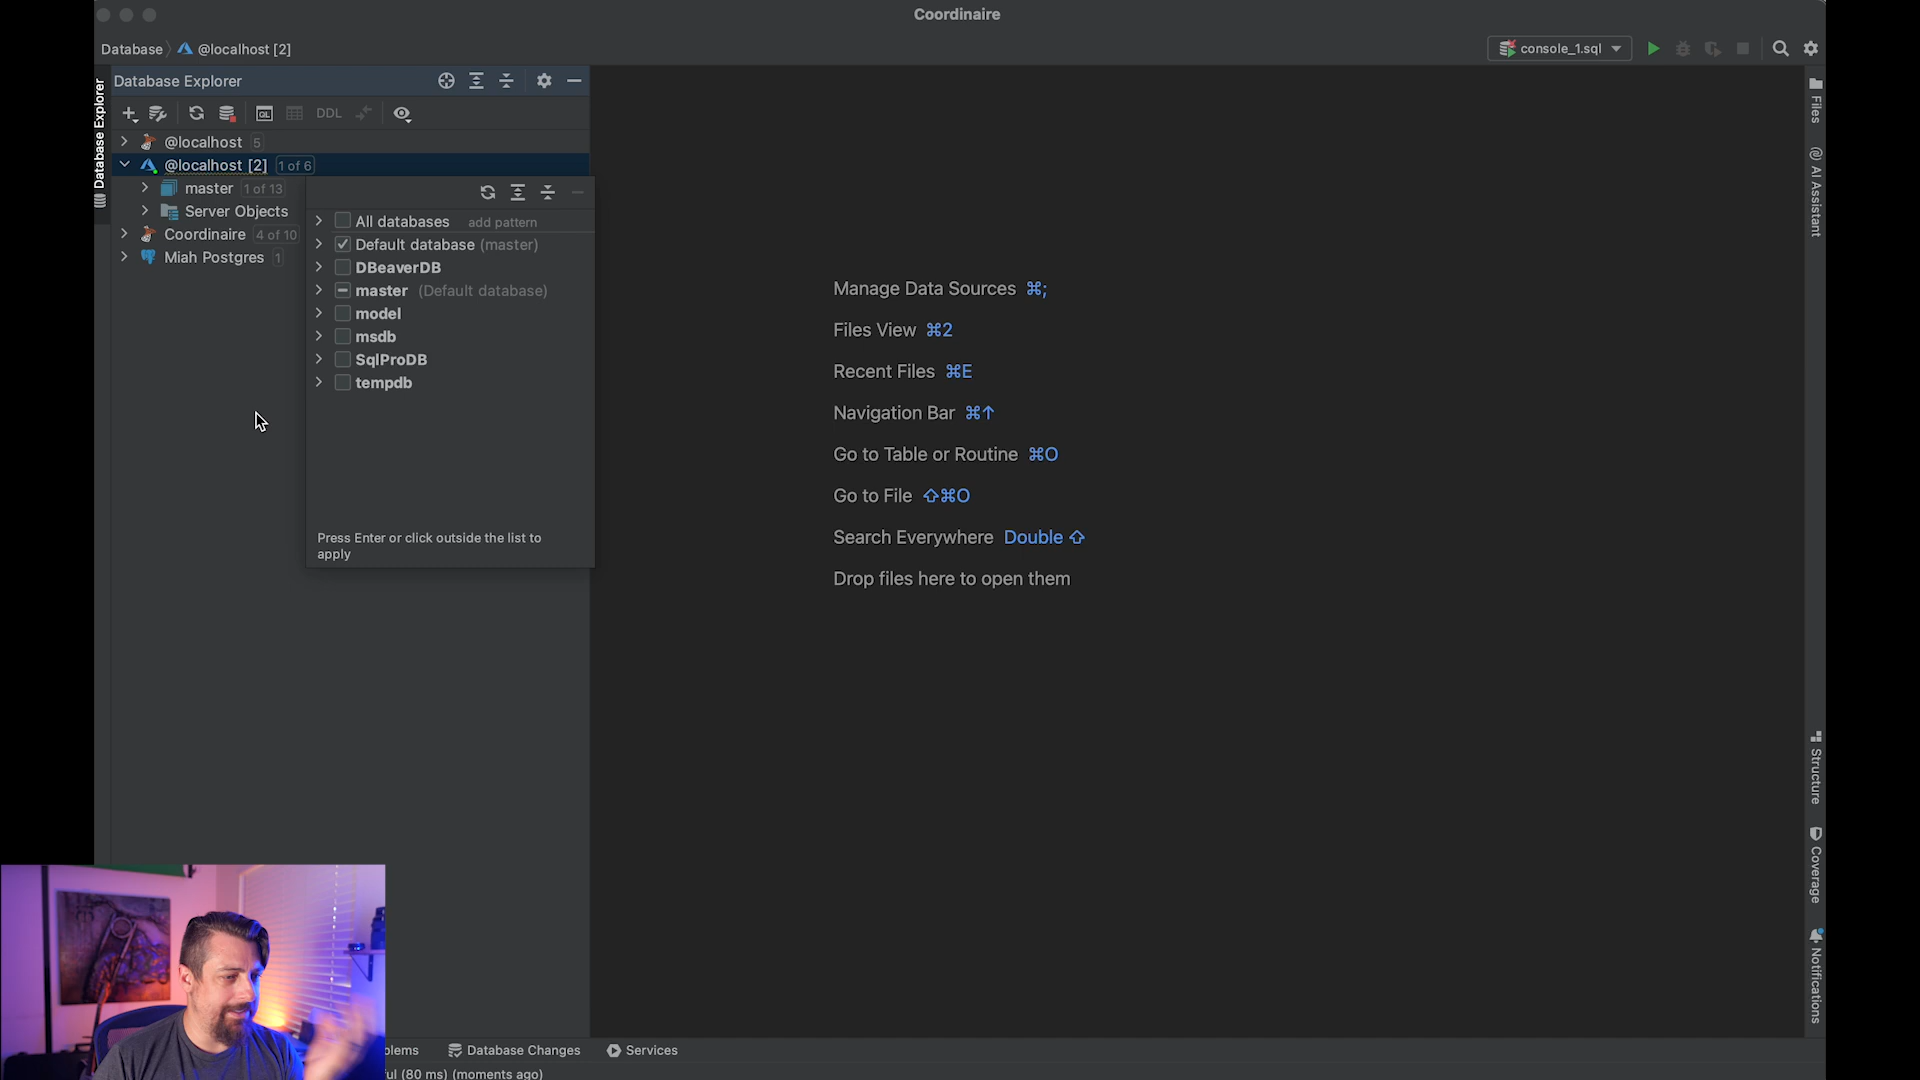 Coordinaire
Database @localhost [2]
console_1.sql
Database Explorer
Database Explorer
DDL
@localhost 5
@localhost [2] 1 of 6
master 1 of 13
Server Objects
Coordinaire 4 of 10
Miah Postgres 1
All databases add pattern
Default database (master)
DBeaverDB
master (Default database)
model
msdb
SqlProDB
tempdb
Press Enter or click outside the list to
apply
Manage Data Sources ⌘;
Files View ⌘2
Recent Files ⌘E
Navigation Bar ⌘↑
Go to Table or Routine ⌘O
Go to File ⇧⌘O
Search Everywhere Double ⇧
Drop files here to open them
Files
AI Assistant
Structure
Coverage
Notifications
blems Database Changes Services
ul (80 ms) (moments ago)